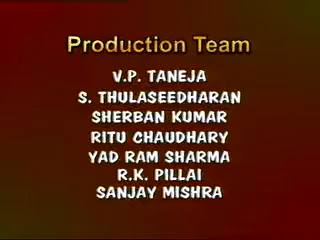 Production Team
V.P. TANEJA
S. THULASEEDHARAN
SHERBAN KUMAR
RITU CHAUDHARY
YAD RAM SHARMA
R.K. PILLAI
SANJAY MISHRA